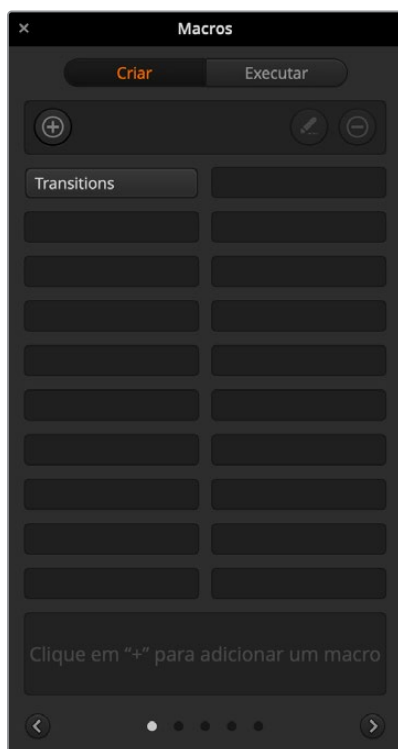 Macros
Criar
Executar
Transitions
Clique em “+” para adicionar um macro